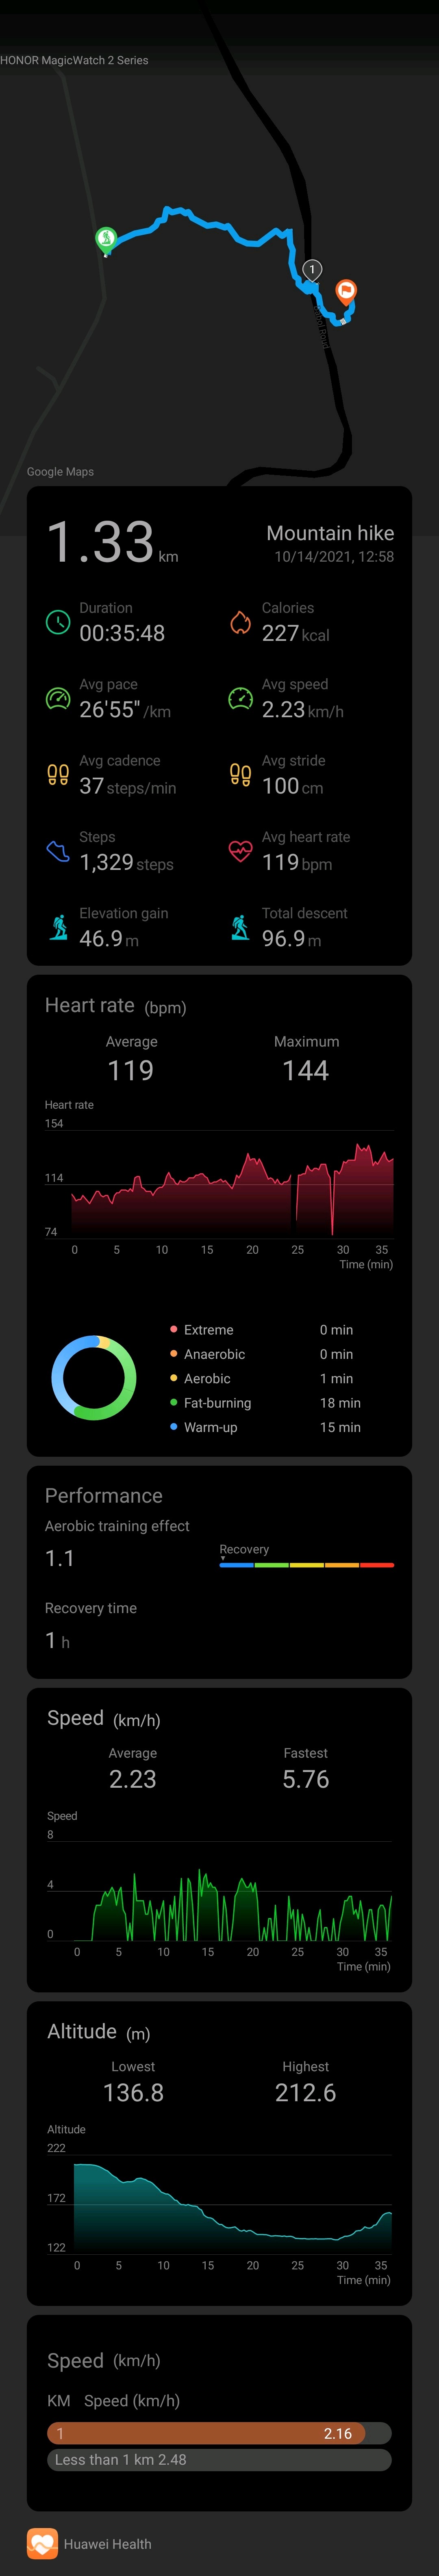 HONOR MagicWatch 2 Series
1
Google Maps
1.33 km
Mountain hike
10/14/2021, 12:58
Duration
00:35:48
Calories
227 kcal
Avg pace
26'55" /km
Avg speed
2.23 km/h
Avg cadence
37 steps/min
Avg stride
100 cm
Steps
1,329 steps
Avg heart rate
119 bpm
Elevation gain
46.9 m
Total descent
96.9 m
Heart rate (bpm)
Average Maximum
119 144
Heart rate
154
114
74
0 5 10 15 20 25 30 35
Time (min)
Extreme 0 min
Anaerobic 0 min
Aerobic 1 min
Fat-burning 18 min
Warm-up 15 min
Performance
Aerobic training effect
1.1
Recovery
Recovery time
1 h
Speed (km/h)
Average Fastest
2.23 5.76
Speed
8
4
0
0 5 10 15 20 25 30 35
Time (min)
Altitude (m)
Lowest Highest
136.8 212.6
Altitude
222
172
122
0 5 10 15 20 25 30 35
Time (min)
Speed (km/h)
KM Speed (km/h)
1 2.16
Less than 1 km 2.48
Huawei Health